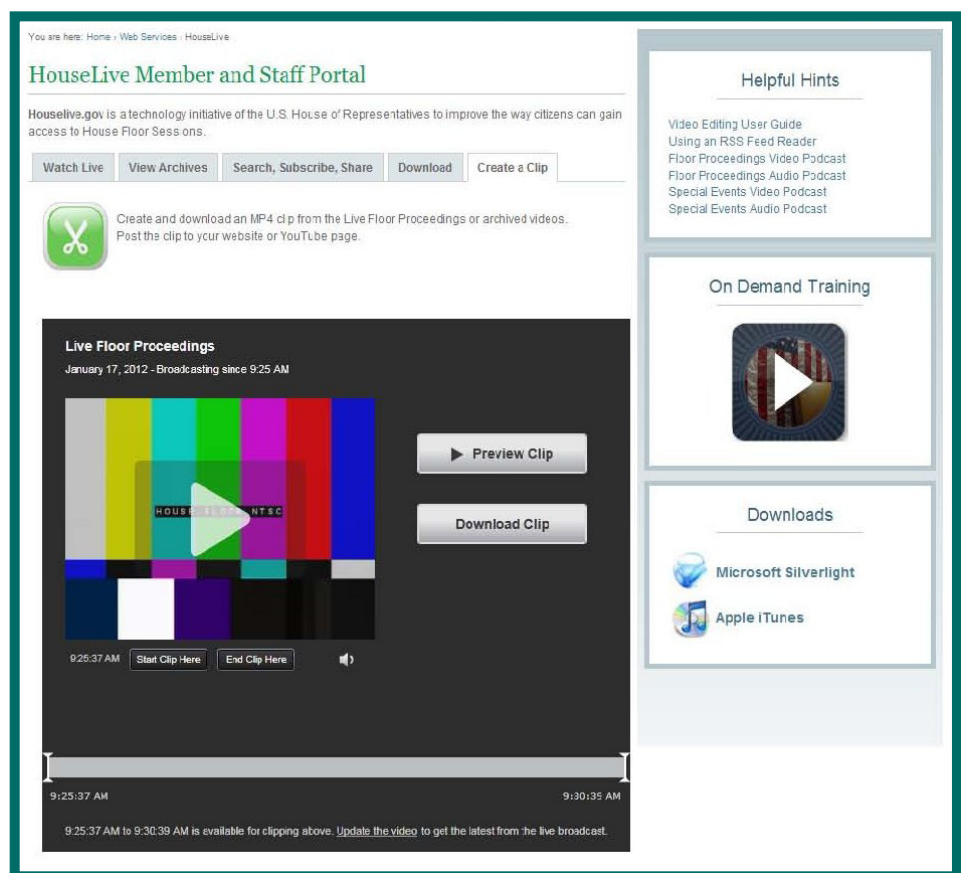 You are here: Home › Web Services › HouseLive
HouseLive Member and Staff Portal
Houselive.gov is a technology initiative of the U.S. House of Representatives to improve the way citizens can gain
access to House Floor Sessions.
Watch Live
View Archives
Search, Subscribe, Share
Download
Create a Clip
Create and download an MP4 clip from the Live Floor Proceedings or archived videos.
Post the clip to your website or YouTube page.
Live Floor Proceedings
January 17, 2012 - Broadcasting since 9:25 AM
HOUSE FLOOR NTSC
Preview Clip
Download Clip
9:25:37 AM
Start Clip Here
End Clip Here
9:25:37 AM
9:30:39 AM
9:25:37 AM to 9:30:39 AM is available for clipping above. Update the video to get the latest from the live broadcast.
Helpful Hints
Video Editing User Guide
Using an RSS Feed Reader
Floor Proceedings Video Podcast
Floor Proceedings Audio Podcast
Special Events Video Podcast
Special Events Audio Podcast
On Demand Training
Downloads
Microsoft Silverlight
Apple iTunes